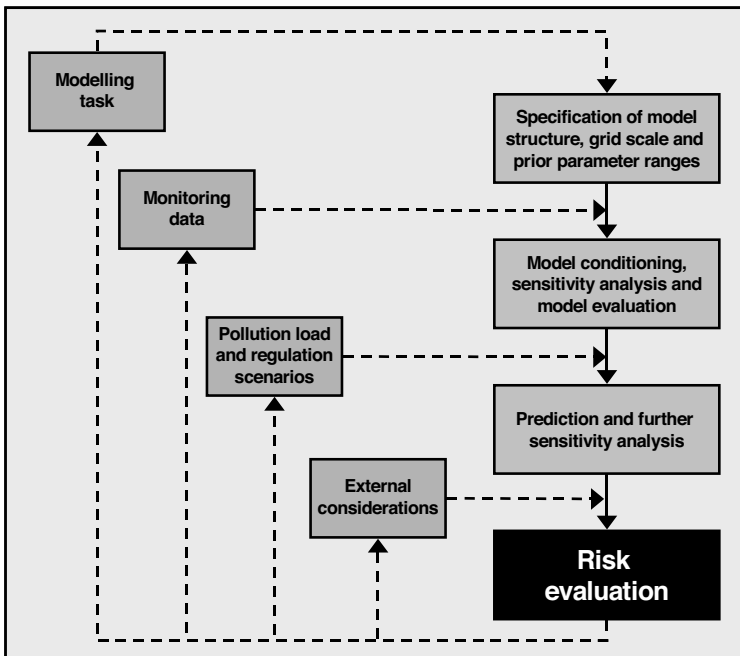 Modelling
task
Specification of model
structure, grid scale and
prior parameter ranges
Monitoring
data
Model conditioning,
sensitivity analysis and
model evaluation
Pollution load
and regulation
scenarios
Prediction and further
sensitivity analysis
External
considerations
Risk
evaluation